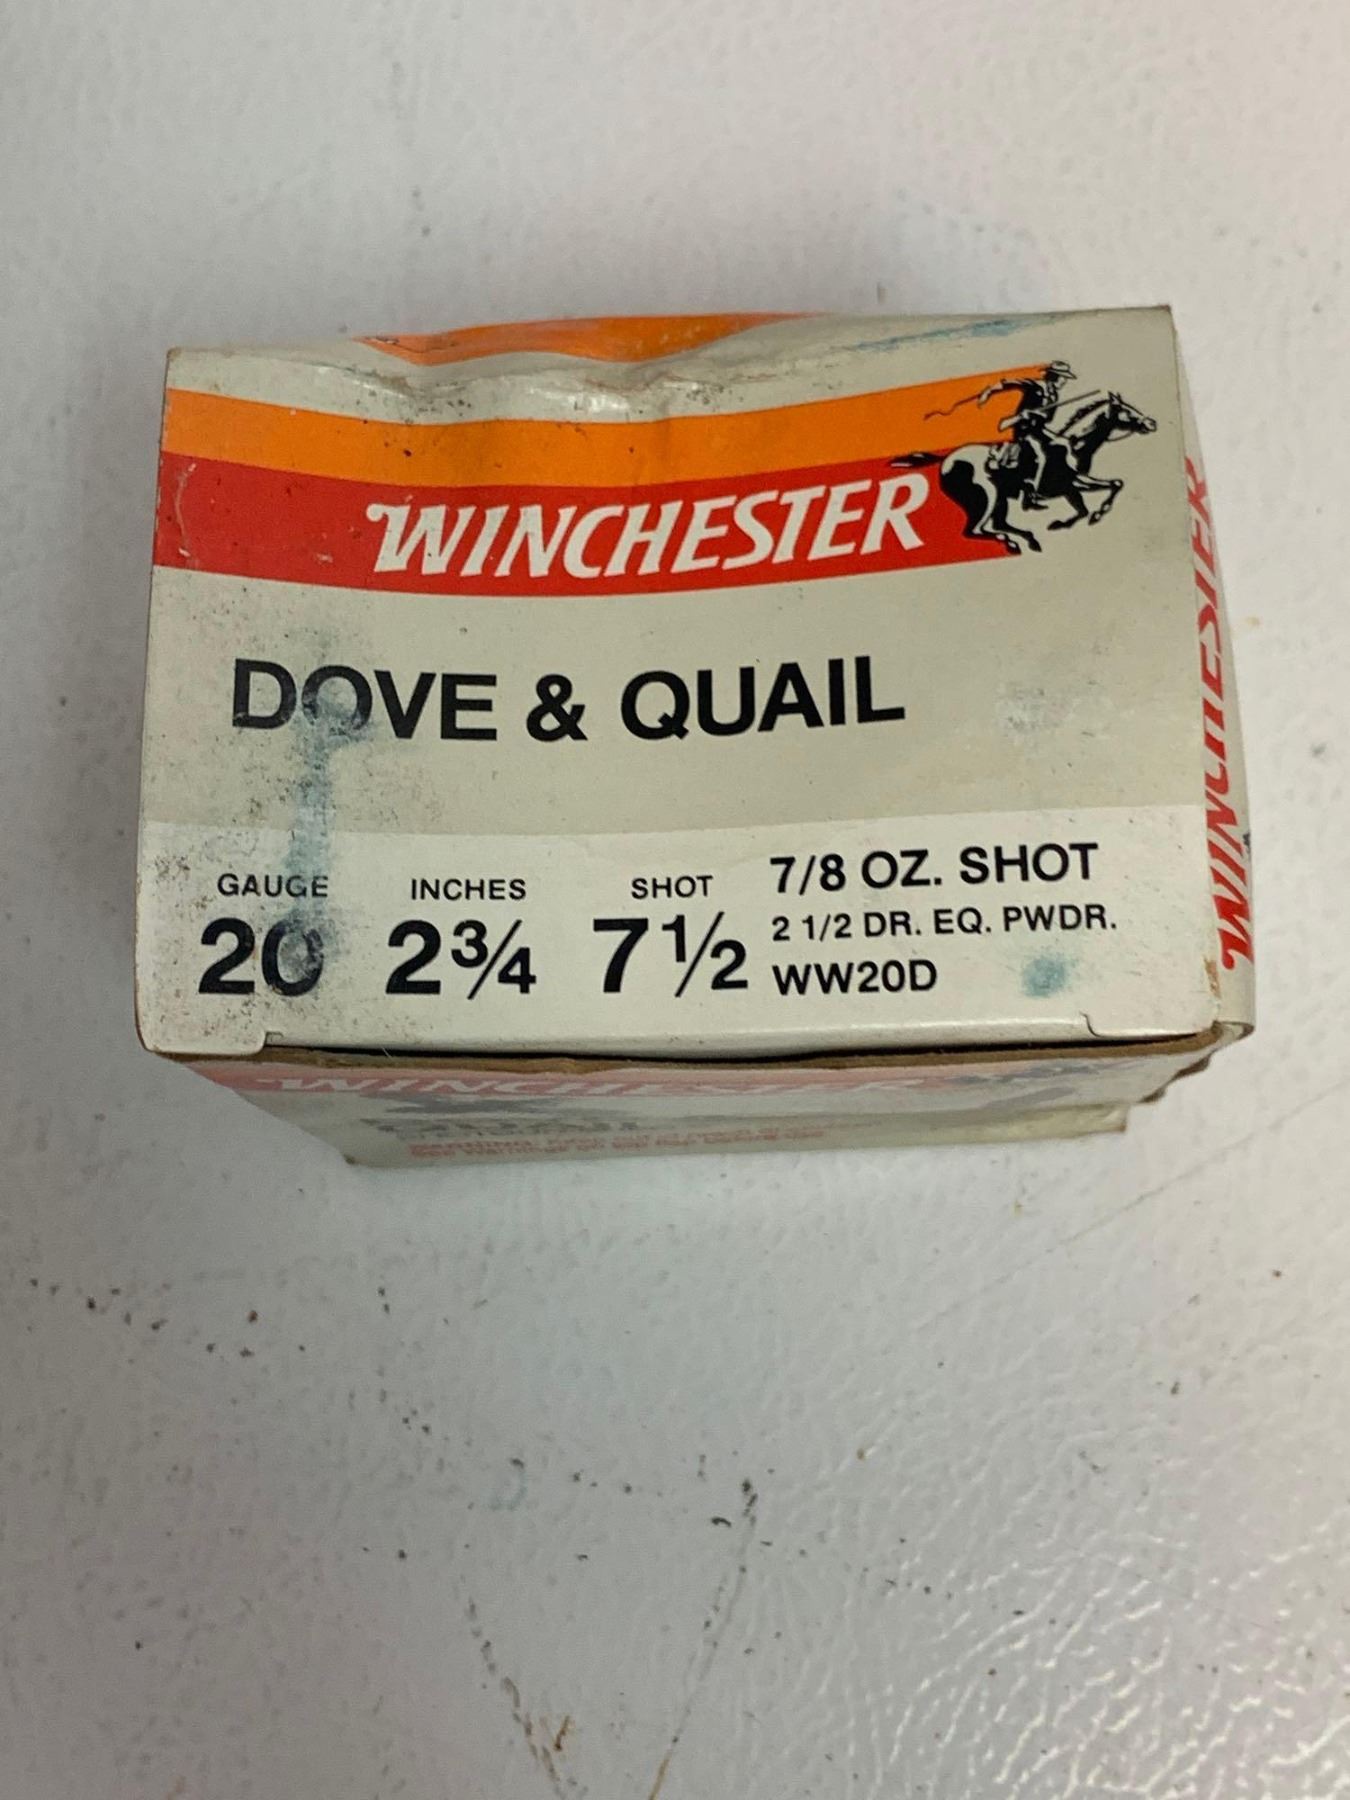 WINCHESTER
DOVE & QUAIL
GAUGE INCHES SHOT 7/8 OZ. SHOT
20 2¾ 7½ 2 1/2 DR. EQ. PWDR.
WW20D
WINCHESTER
WINCHESTER